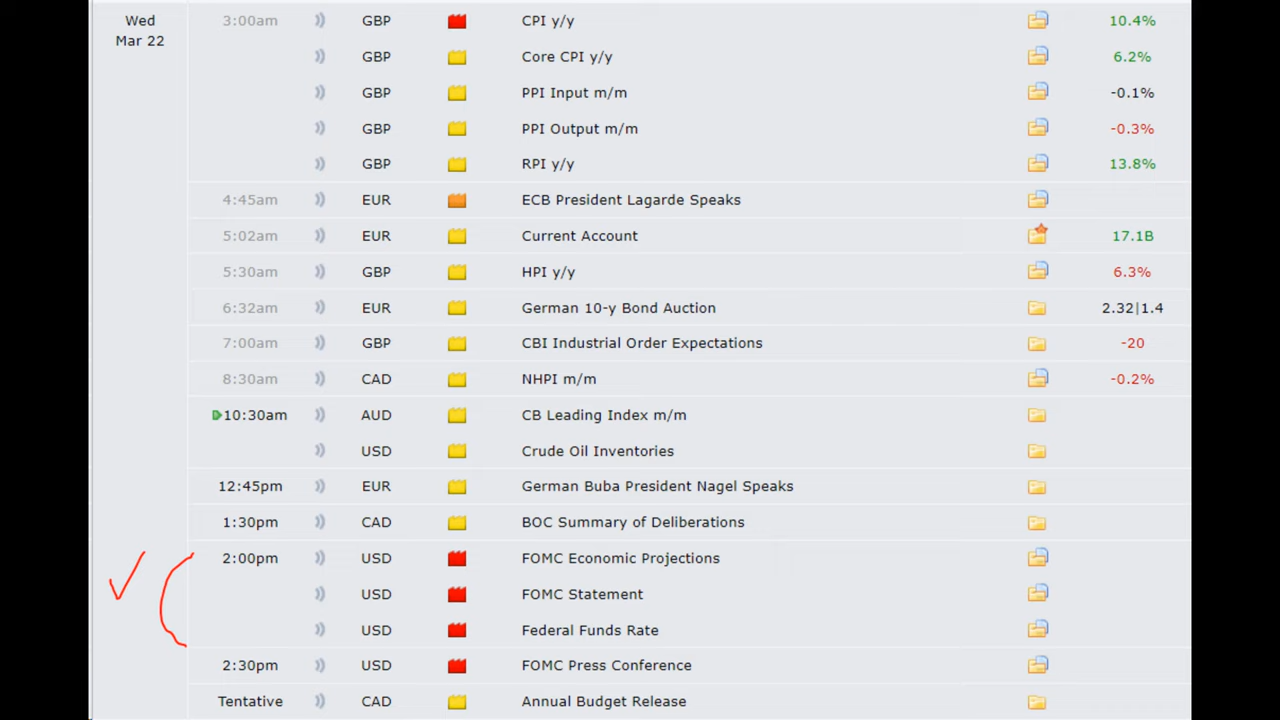 Wed
Mar 22
3:00am GBP CPI y/y 10.4%
GBP Core CPI y/y 6.2%
GBP PPI Input m/m -0.1%
GBP PPI Output m/m -0.3%
GBP RPI y/y 13.8%
4:45am EUR ECB President Lagarde Speaks
5:02am EUR Current Account 17.1B
5:30am GBP HPI y/y 6.3%
6:32am EUR German 10-y Bond Auction 2.32|1.4
7:00am GBP CBI Industrial Order Expectations -20
8:30am CAD NHPI m/m -0.2%
10:30am AUD CB Leading Index m/m
USD Crude Oil Inventories
12:45pm EUR German Buba President Nagel Speaks
1:30pm CAD BOC Summary of Deliberations
2:00pm USD FOMC Economic Projections
USD FOMC Statement
USD Federal Funds Rate
2:30pm USD FOMC Press Conference
Tentative CAD Annual Budget Release